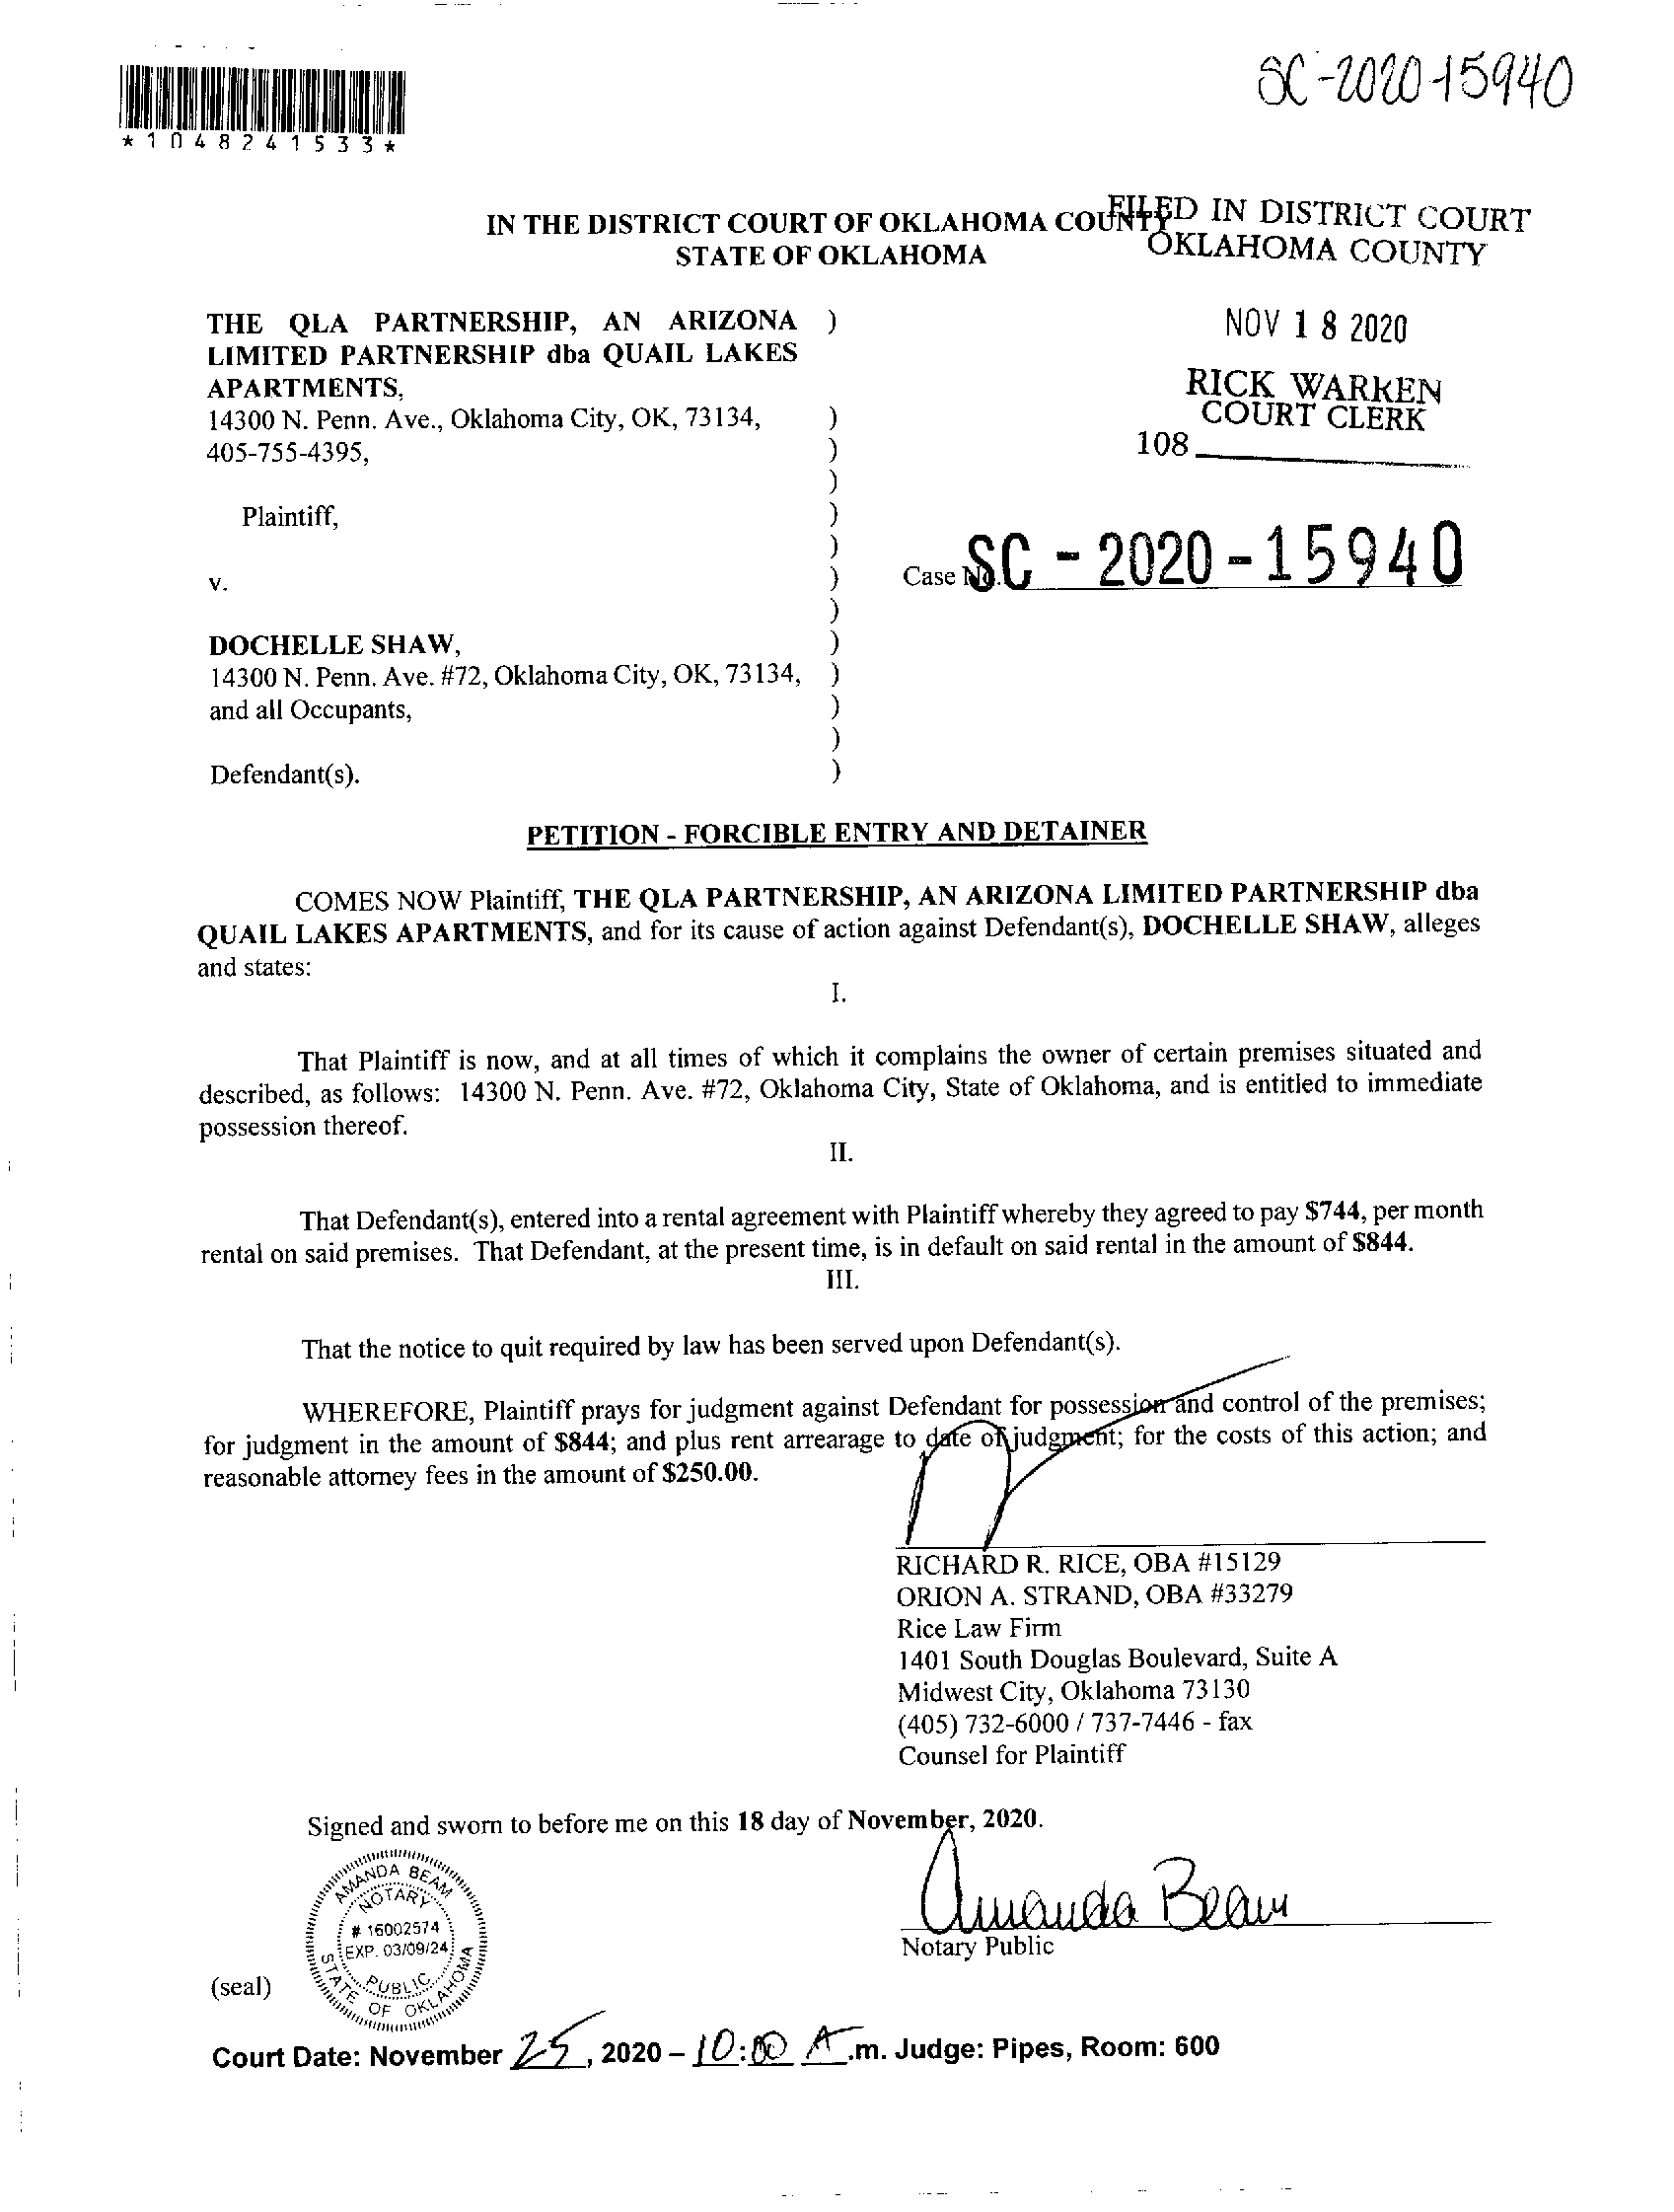 SC-2020-15940
*1048241533*
IN THE DISTRICT COURT OF OKLAHOMA COUNTY
STATE OF OKLAHOMA
FILED IN DISTRICT COURT
OKLAHOMA COUNTY
NOV 18 2020
RICK WARREN
COURT CLERK
108
THE QLA PARTNERSHIP, AN ARIZONA )
LIMITED PARTNERSHIP dba QUAIL LAKES
APARTMENTS,
14300 N. Penn. Ave., Oklahoma City, OK, 73134, )
405-755-4395, )
)
Plaintiff, )
)
v. )
)
DOCHELLE SHAW, )
14300 N. Penn. Ave. #72, Oklahoma City, OK, 73134, )
and all Occupants, )
)
Defendant(s). )
Case No. SC - 2020 - 15940
PETITION - FORCIBLE ENTRY AND DETAINER
COMES NOW Plaintiff, THE QLA PARTNERSHIP, AN ARIZONA LIMITED PARTNERSHIP dba
QUAIL LAKES APARTMENTS, and for its cause of action against Defendant(s), DOCHELLE SHAW, alleges
and states:
I.
That Plaintiff is now, and at all times of which it complains the owner of certain premises situated and
described, as follows: 14300 N. Penn. Ave. #72, Oklahoma City, State of Oklahoma, and is entitled to immediate
possession thereof.
II.
That Defendant(s), entered into a rental agreement with Plaintiff whereby they agreed to pay $744, per month
rental on said premises. That Defendant, at the present time, is in default on said rental in the amount of $844.
III.
That the notice to quit required by law has been served upon Defendant(s).
WHEREFORE, Plaintiff prays for judgment against Defendant for possession and control of the premises;
for judgment in the amount of $844; and plus rent arrearage to date of judgment; for the costs of this action; and
reasonable attorney fees in the amount of $250.00.
RICHARD R. RICE, OBA #15129
ORION A. STRAND, OBA #33279
Rice Law Firm
1401 South Douglas Boulevard, Suite A
Midwest City, Oklahoma 73130
(405) 732-6000 / 737-7446 - fax
Counsel for Plaintiff
Signed and sworn to before me on this 18 day of November, 2020.
AMANDA BEAM
NOTARY
# 16002574
EXP. 03/09/24
PUBLIC
STATE OF OKLAHOMA
Amanda Beam
Notary Public
(seal)
Court Date: November 25, 2020 – 10:00 A.m. Judge: Pipes, Room: 600